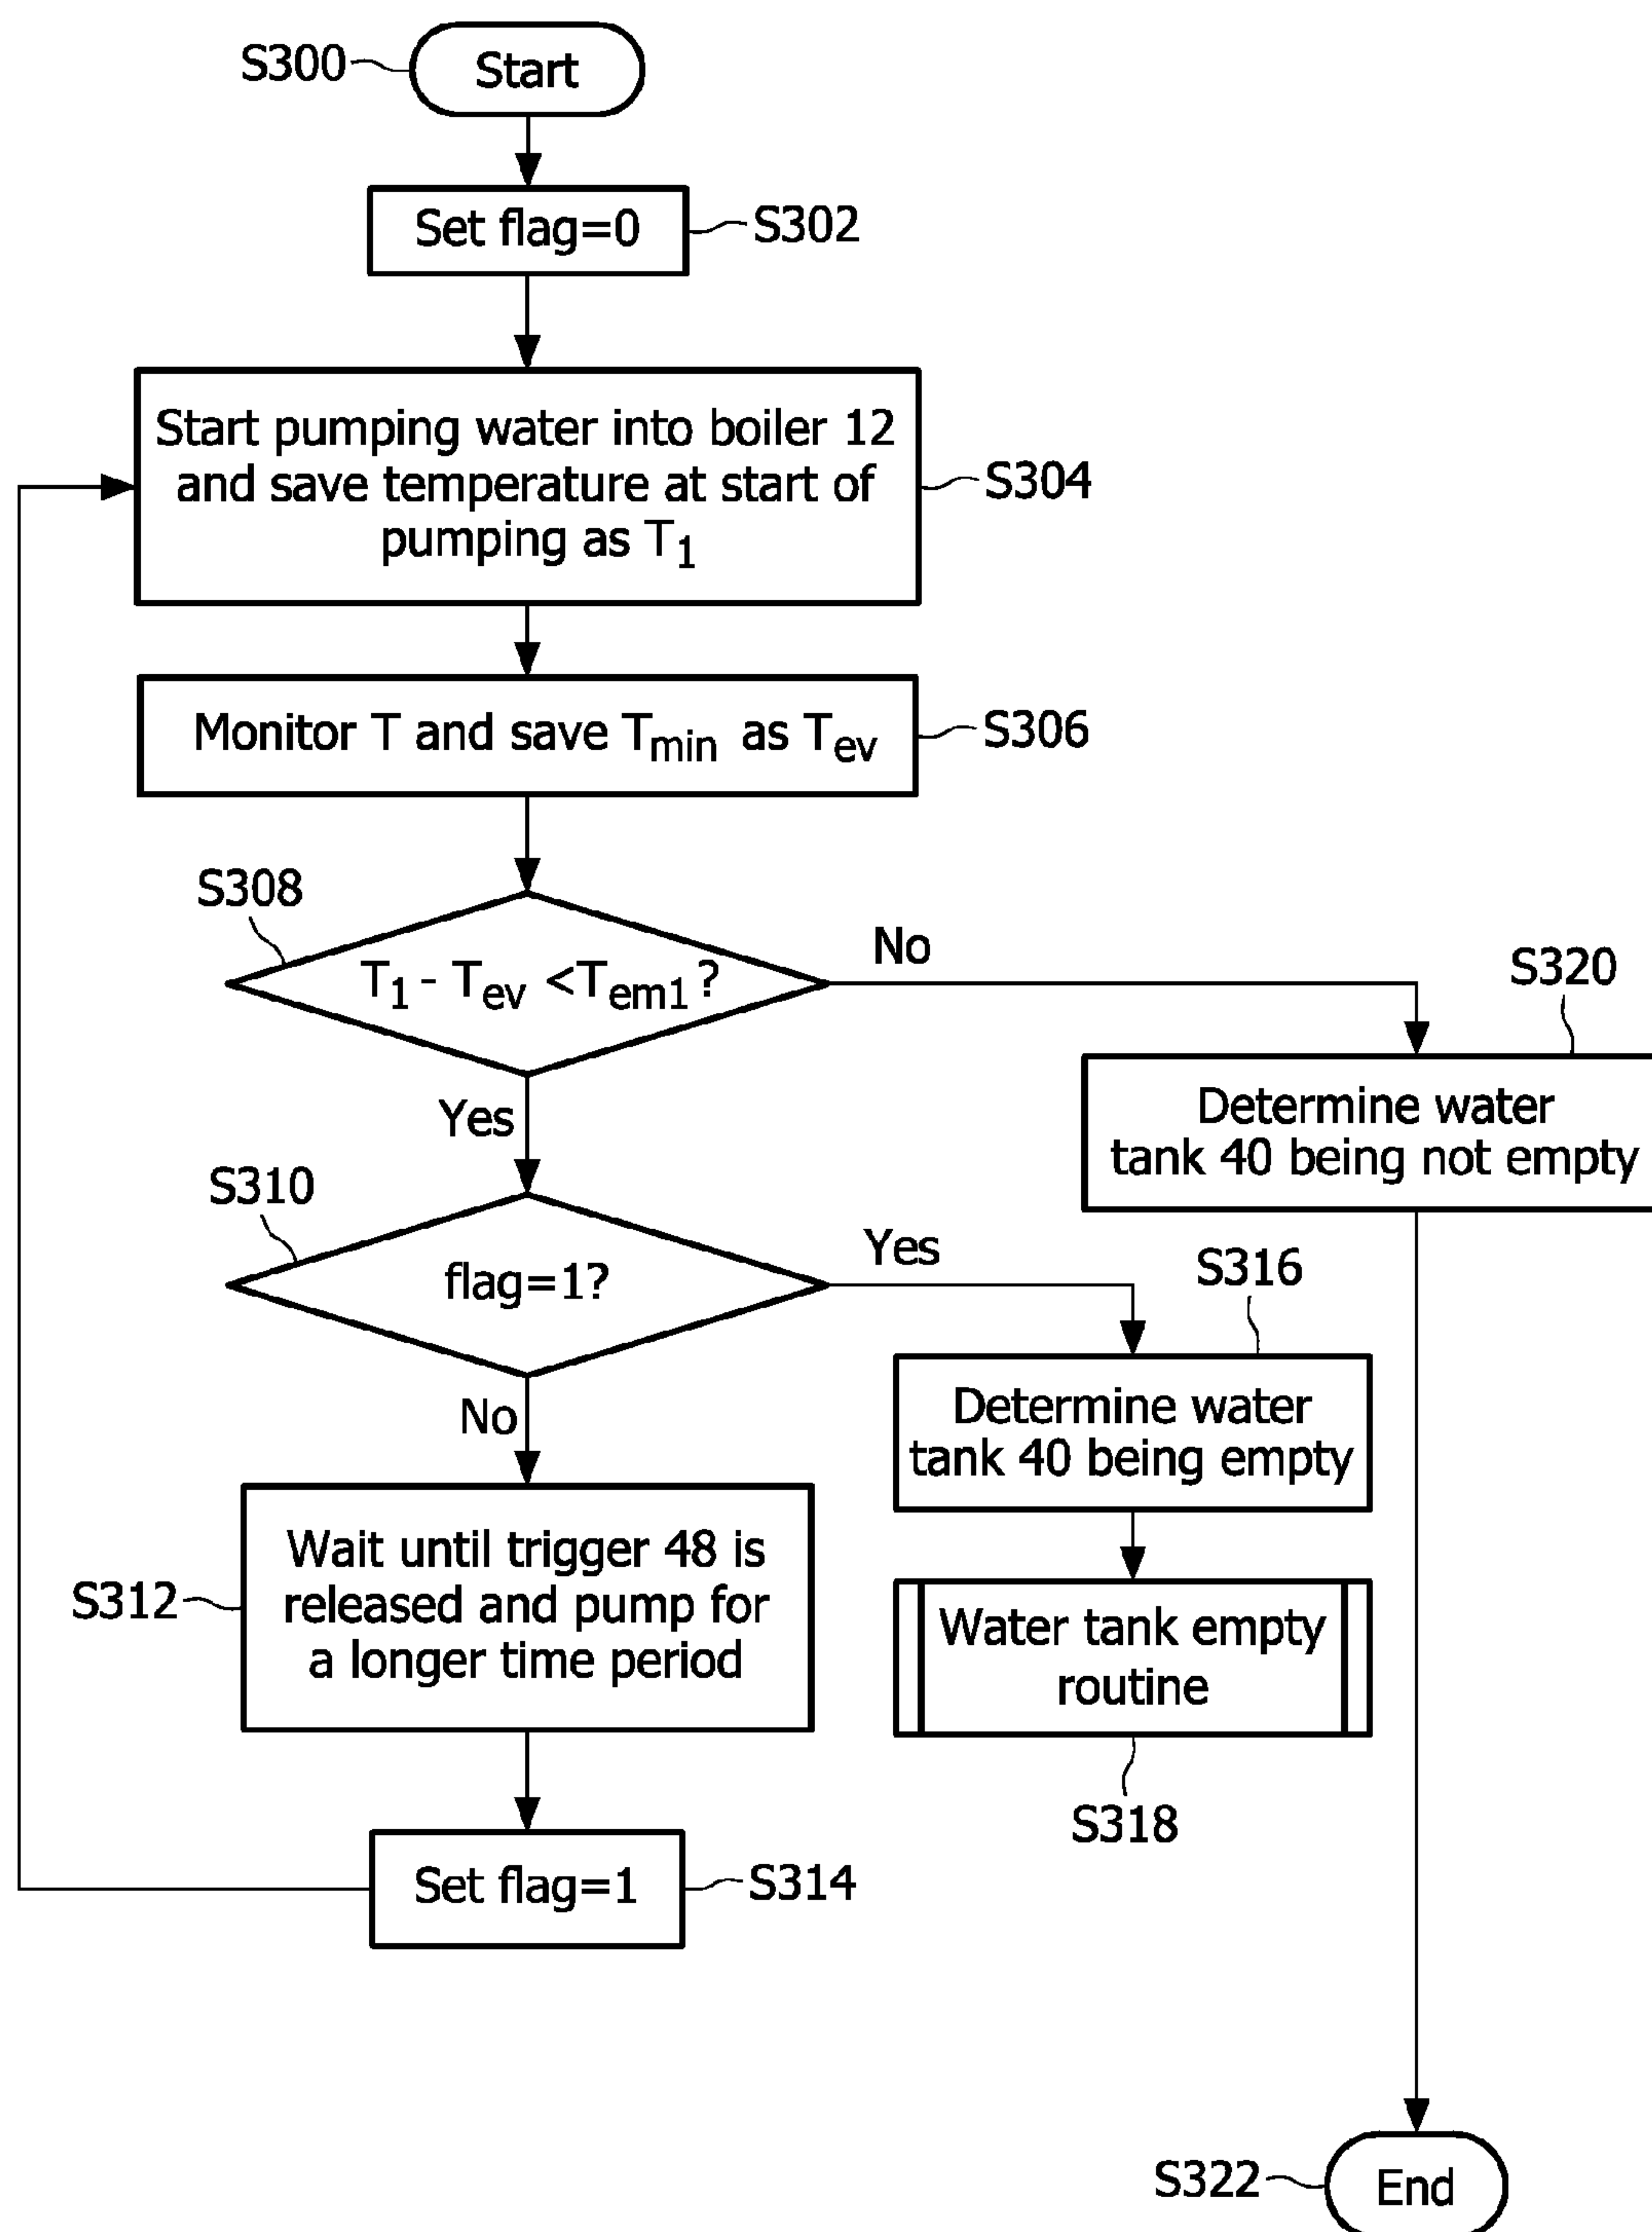 S300
Start
Set flag=0
S302
Start pumping water into boiler 12
and save temperature at start of
pumping as T1
S304
Monitor T and save Tmin as Tev
S306
S308
T1 - Tev <Tem1 ?
No
Yes
S320
Determine water
tank 40 being not empty
S310
flag=1?
Yes
No
S316
Determine water
tank 40 being empty
S312
Wait until trigger 48 is
released and pump for
a longer time period
Water tank empty
routine
S318
Set flag=1
S314
S322
End